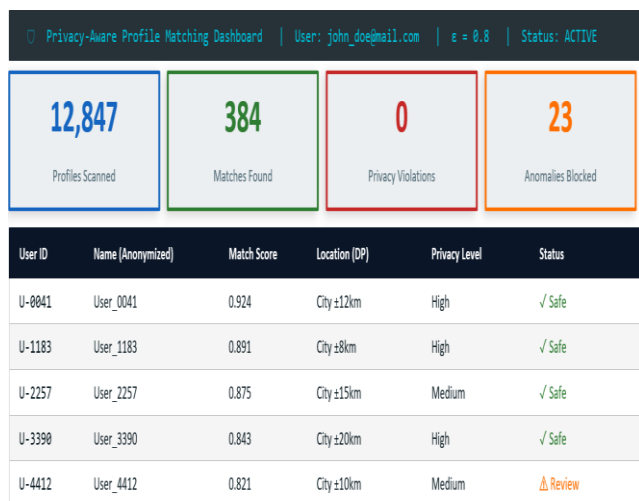 Privacy-Aware Profile Matching Dashboard | User: john_doe@mail.com | ε = 0.8 | Status: ACTIVE
12,847 384 0 23
Profiles Scanned Matches Found Privacy Violations Anomalies Blocked
User ID Name (Anonymized) Match Score Location (DP) Privacy Level Status
U-0041 User_0041 0.924 City ±12km High √ Safe
U-1183 User_1183 0.891 City ±8km High √ Safe
U-2257 User_2257 0.875 City ±15km Medium √ Safe
U-3390 User_3390 0.843 City ±20km High √ Safe
U-4412 User_4412 0.821 City ±10km Medium ⚠ Review